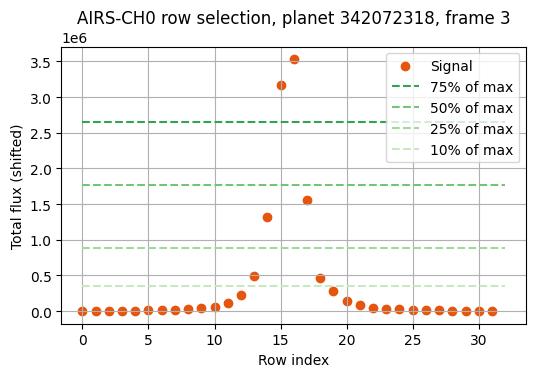 AIRS-CH0 row selection, planet 342072318, frame 3
1e6
Signal
75% of max
50% of max
25% of max
10% of max
Total flux (shifted)
3.5
3.0
2.5
2.0
1.5
1.0
0.5
0.0
0 5 10 15 20 25 30
Row index